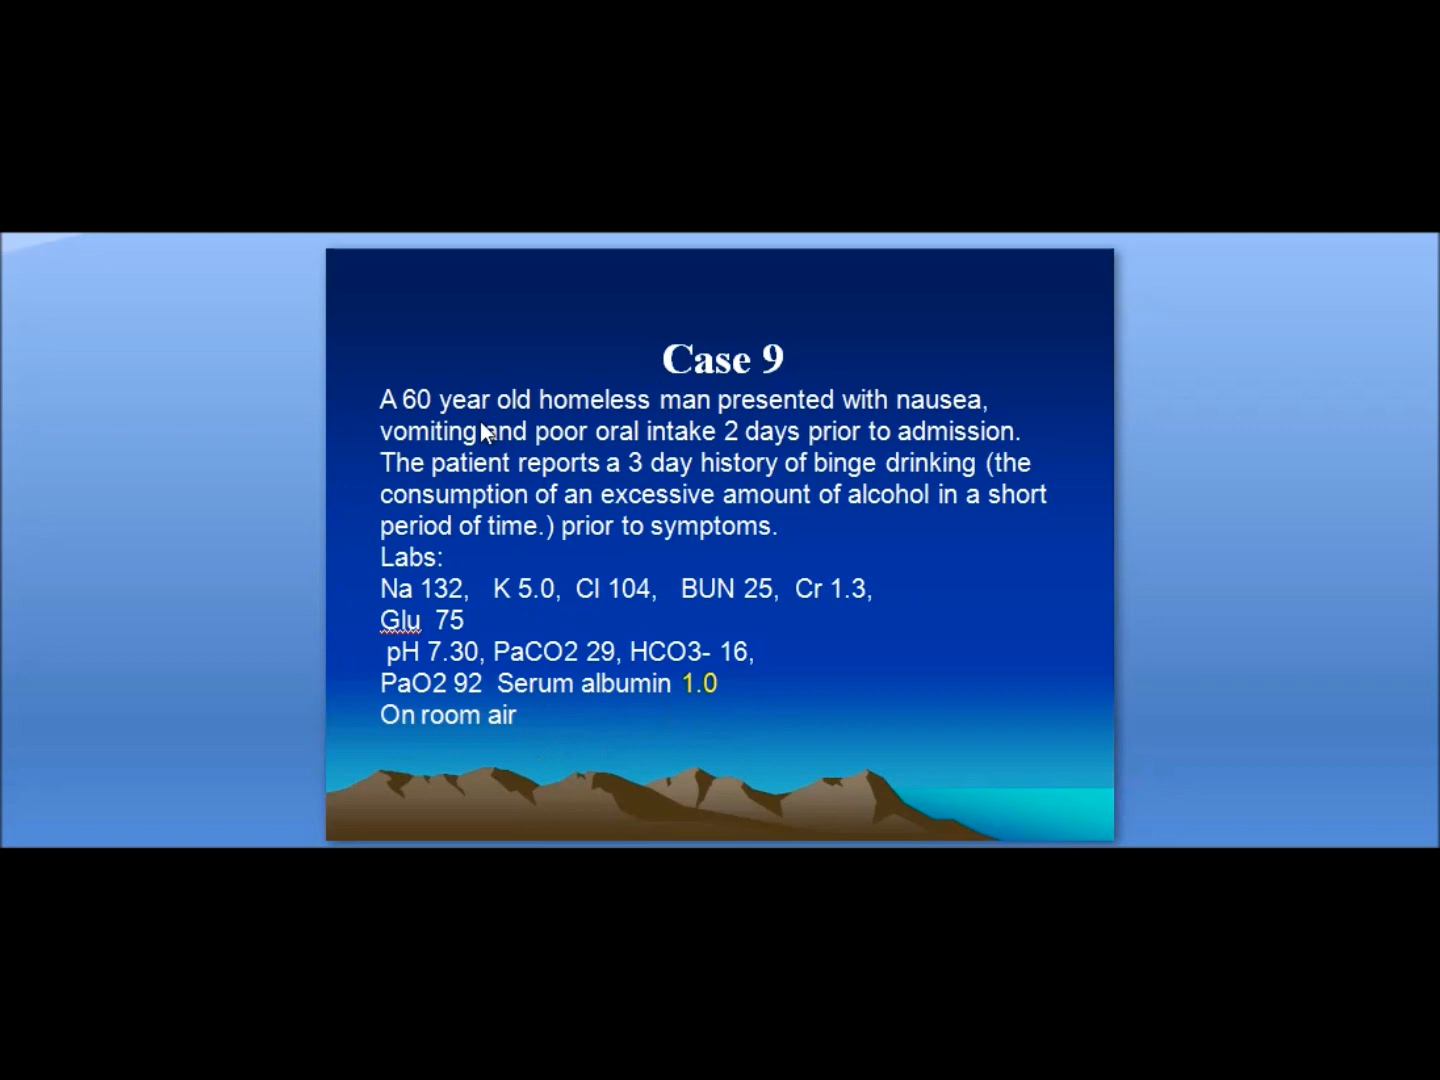 Case 9
A 60 year old homeless man presented with nausea,
vomiting and poor oral intake 2 days prior to admission.
The patient reports a 3 day history of binge drinking (the
consumption of an excessive amount of alcohol in a short
period of time.) prior to symptoms.
Labs:
Na 132, K 5.0, Cl 104, BUN 25, Cr 1.3,
Glu 75
pH 7.30, PaCO2 29, HCO3- 16,
PaO2 92 Serum albumin 1.0
On room air